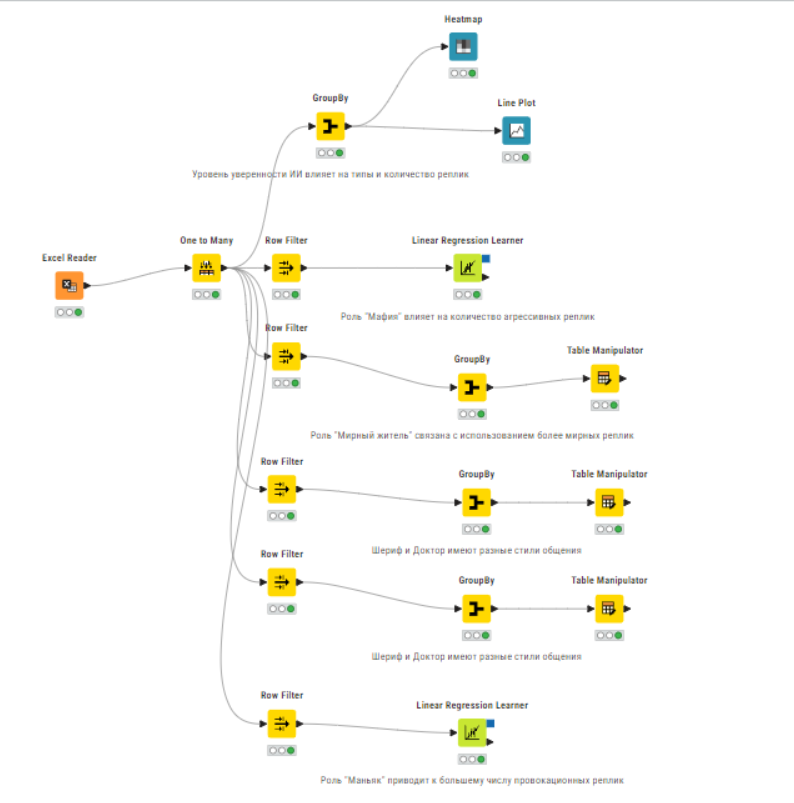 Heatmap
GroupBy
Line Plot
Уровень уверенности ИИ влияет на типы и количество реплик
Excel Reader
One to Many
Row Filter
Linear Regression Learner
Роль "Мафия" влияет на количество агрессивных реплик
Row Filter
GroupBy
Table Manipulator
Роль "Мирный житель" связана с использованием более мирных реплик
Row Filter
GroupBy
Table Manipulator
Шериф и Доктор имеют разные стили общения
Row Filter
GroupBy
Table Manipulator
Шериф и Доктор имеют разные стили общения
Row Filter
Linear Regression Learner
Роль "Маньяк" приводит к большему числу провокационных реплик